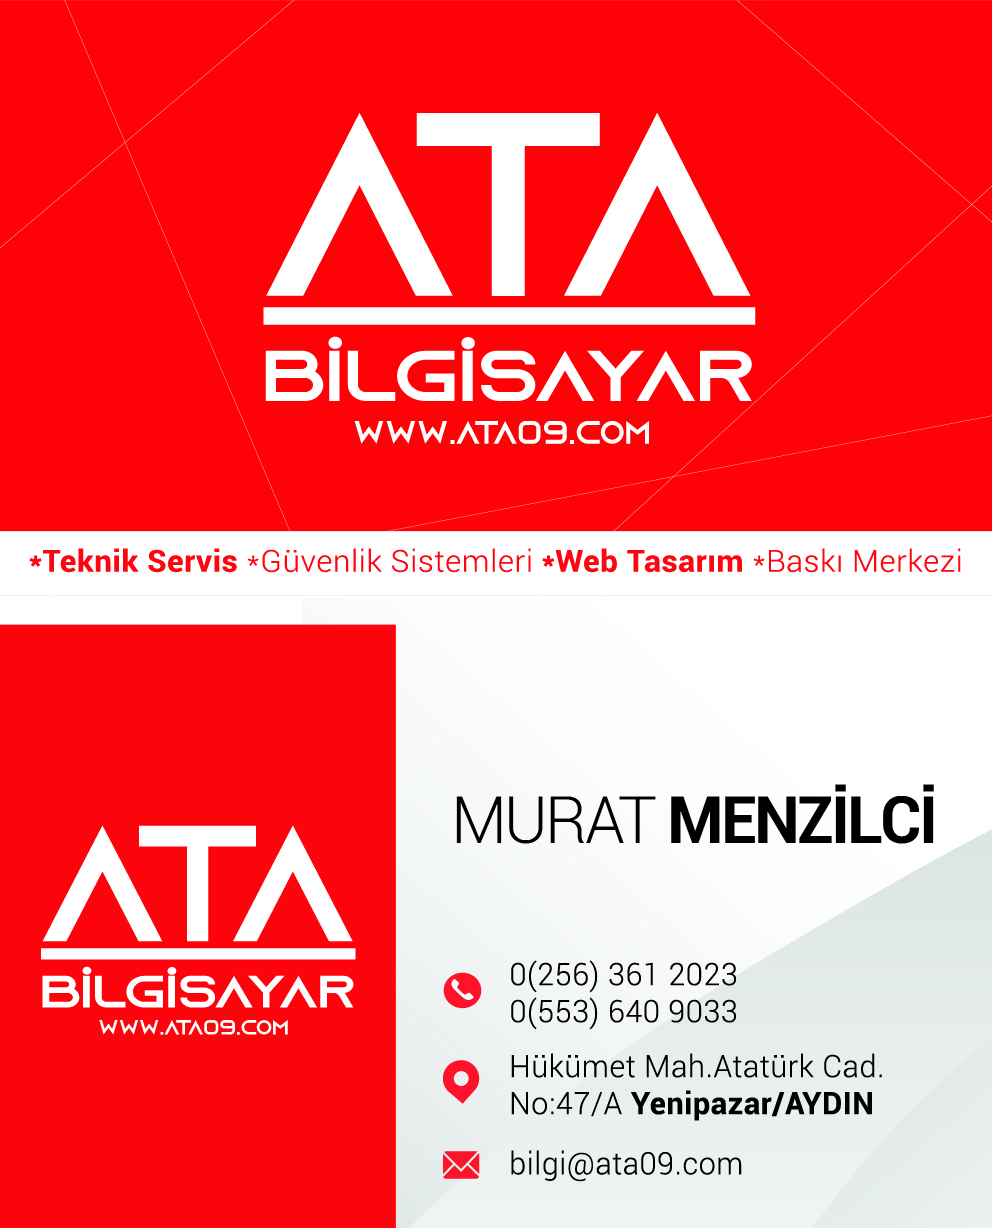 ATA
BİLGİSAYAR
WWW.ATA09.COM
*Teknik Servis *Güvenlik Sistemleri *Web Tasarım *Baskı Merkezi
ATA
BİLGİSAYAR
WWW.ATA09.COM
MURAT MENZİLCİ
0(256) 361 2023
0(553) 640 9033
Hükümet Mah.Atatürk Cad.
No:47/A Yenipazar/AYDIN
bilgi@ata09.com